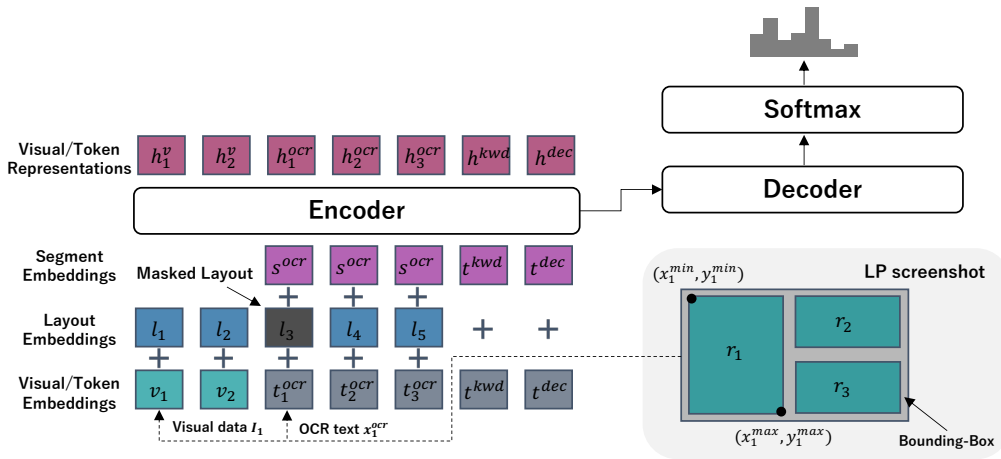 Softmax
Visual/Token
Representations
h_1^v h_2^v h_1^{ocr} h_2^{ocr} h_3^{ocr} h^{kwd} h^{dec}
Decoder
Encoder
Segment
Embeddings
s^{ocr} s^{ocr} s^{ocr} t^{kwd} t^{dec}
Masked Layout
+ + +
Layout
Embeddings
l_1 l_2 l_3 l_4 l_5 + +
+ + + + +
Visual/Token
Embeddings
v_1 v_2 t_1^{ocr} t_2^{ocr} t_3^{ocr} t^{kwd} t^{dec}
Visual data I_1
OCR text x_1^{ocr}
LP screenshot
(x_1^{min}, y_1^{min})
r_1
r_2
r_3
(x_1^{max}, y_1^{max})
Bounding-Box